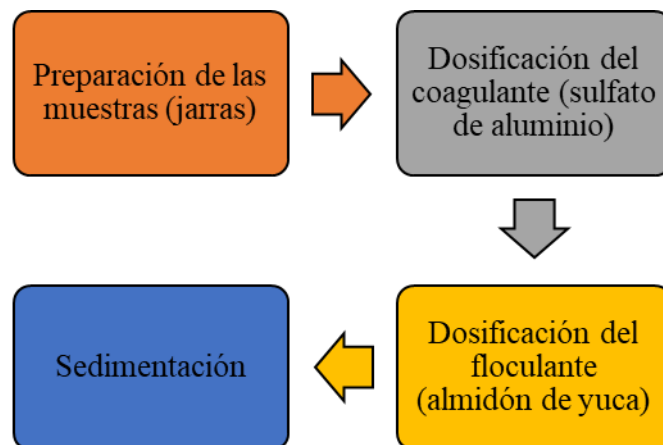 Preparación de las
muestras (jarras)
Dosificación del
coagulante (sulfato
de aluminio)
Dosificación del
floculante
(almidón de yuca)
Sedimentación